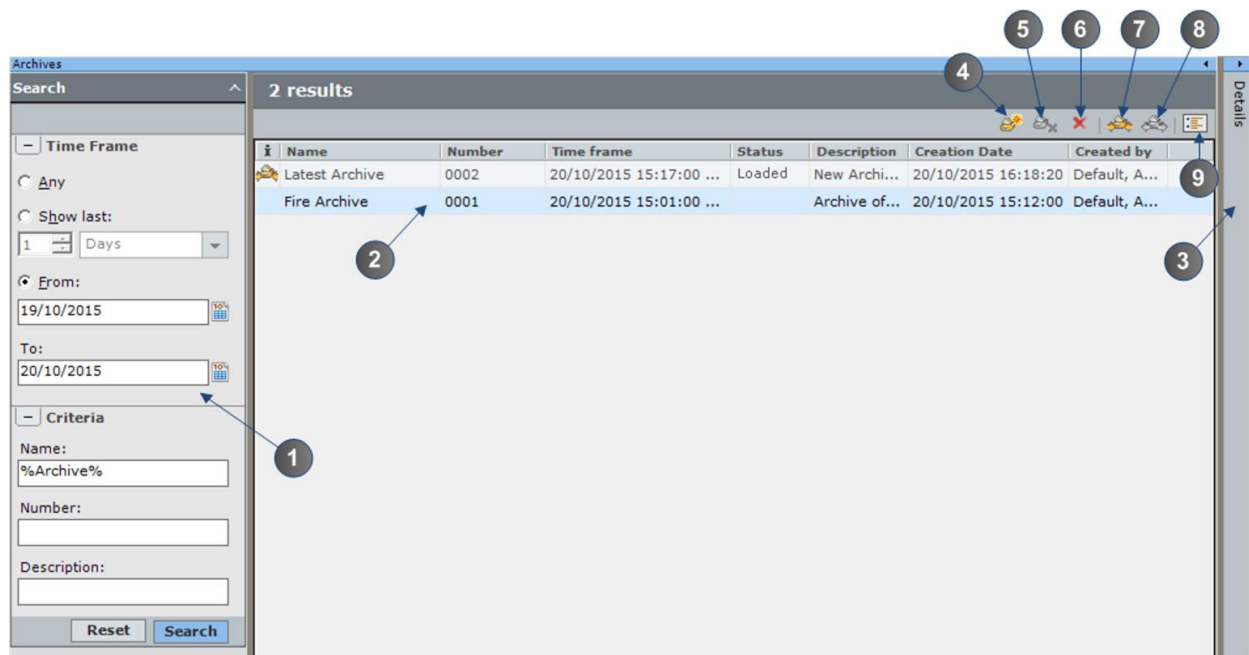 5 6 7 8
4
Archives
Search
2 results
Details
Time Frame
i Name Number Time frame Status Description Creation Date Created by
Latest Archive 0002 20/10/2015 15:17:00 ... Loaded New Archi... 20/10/2015 16:18:20 Default, A...
Fire Archive 0001 20/10/2015 15:01:00 ... Archive of... 20/10/2015 15:12:00 Default, A...
9
2
3
Any
Show last:
1 Days
From:
19/10/2015
To:
20/10/2015
1
Criteria
Name:
%Archive%
Number:
Description:
Reset Search